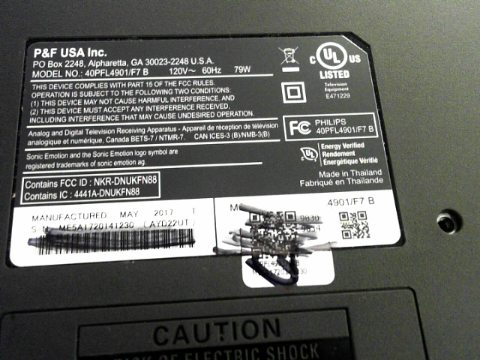 P&F USA Inc.
PO Box 2248, Alpharetta, GA 30023-2248 U.S.A.
MODEL NO.: 40PFL4901/F7 B 120V~ 60Hz 79W
THIS DEVICE COMPLIES WITH PART 15 OF THE FCC RULES.
OPERATION IS SUBJECT TO THE FOLLOWING TWO CONDITIONS:
(1) THIS DEVICE MAY NOT CAUSE HARMFUL INTERFERENCE, AND
(2) THIS DEVICE MUST ACCEPT ANY INTERFERENCE RECEIVED,
INCLUDING INTERFERENCE THAT MAY CAUSE UNDESIRED OPERATION.
Analog and Digital Television Receiving Apparatus - Appareil de réception de télévision
analogique et numérique, Canada BETS-7 / NTMR-7. CAN ICES-3 (B)/NMB-3(B)
Sonic Emotion and the Sonic Emotion logo symbol are
registered trademarks of sonic emotion ag.
Contains FCC ID : NKR-DNUKFN88
Contains IC : 4441A-DNUKFN88
C UL US
LISTED
Television
Equipment
E471229
FC PHILIPS
40PFL4901/F7 B
UL Energy Verified
Rendement
Énergétique Vérifié
Made in Thailand
Fabriqué en Thaïlande
MANUFACTURED MAY 2017
ME5A1720141230
4901/F7 B
CAUTION
OF ELECTRIC SHOCK